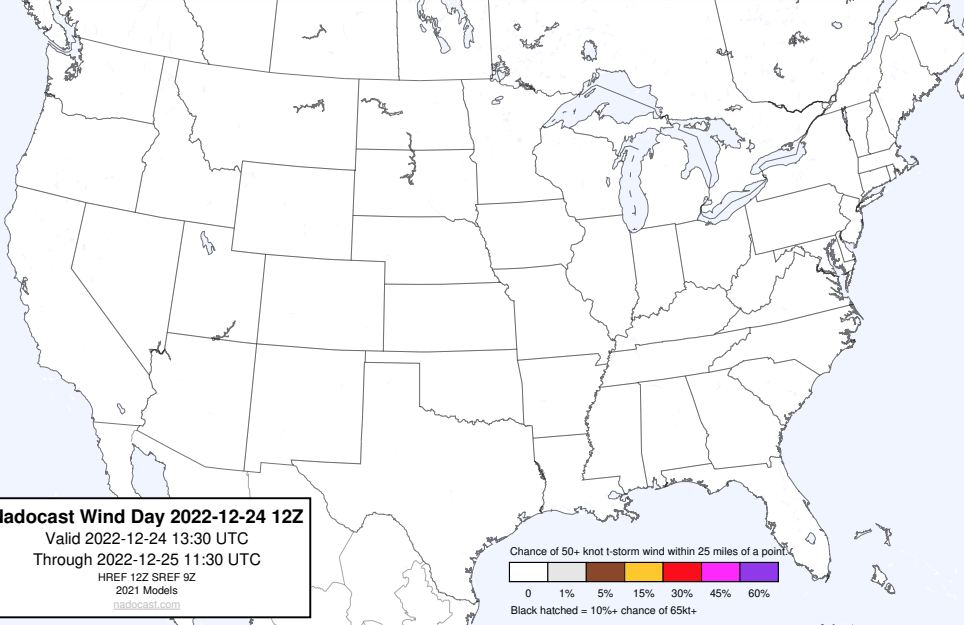 Nadocast Wind Day 2022-12-24 12Z
Valid 2022-12-24 13:30 UTC
Through 2022-12-25 11:30 UTC
HREF 12Z SREF 9Z
2021 Models
nadocast.com
Chance of 50+ knot t-storm wind within 25 miles of a point.
0 1% 5% 15% 30% 45% 60%
Black hatched = 10%+ chance of 65kt+